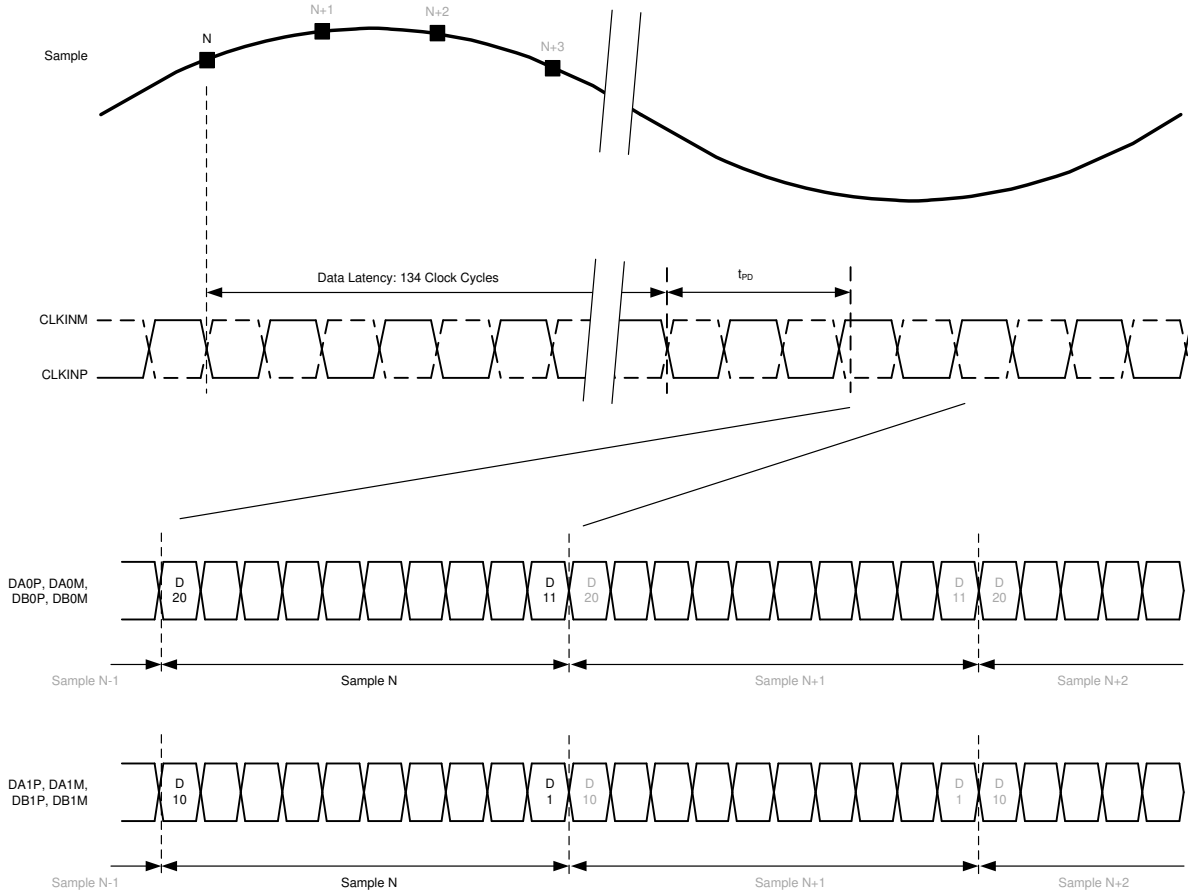 N+1
N+2
N
N+3
Sample
Data Latency: 134 Clock Cycles
tPD
CLKINM
CLKINP
DA0P, DA0M,
DB0P, DB0M
D
20
D
11
D
20
D
11
D
20
Sample N-1
Sample N
Sample N+1
Sample N+2
DA1P, DA1M,
DB1P, DB1M
D
10
D
1
D
10
D
1
D
10
Sample N-1
Sample N
Sample N+1
Sample N+2